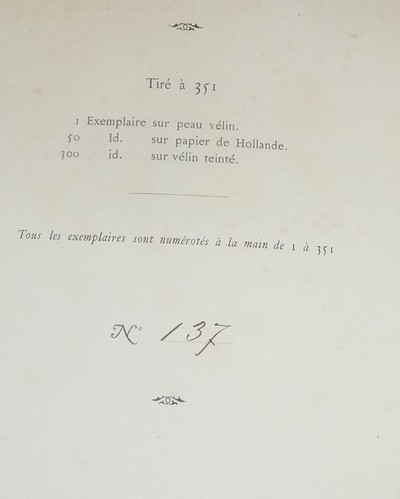 Tiré à 351
1 Exemplaire sur peau vélin.
50 Id. sur papier de Hollande.
300 id. sur vélin teinté.
Tous les exemplaires sont numérotés à la main de 1 à 351
N° 137